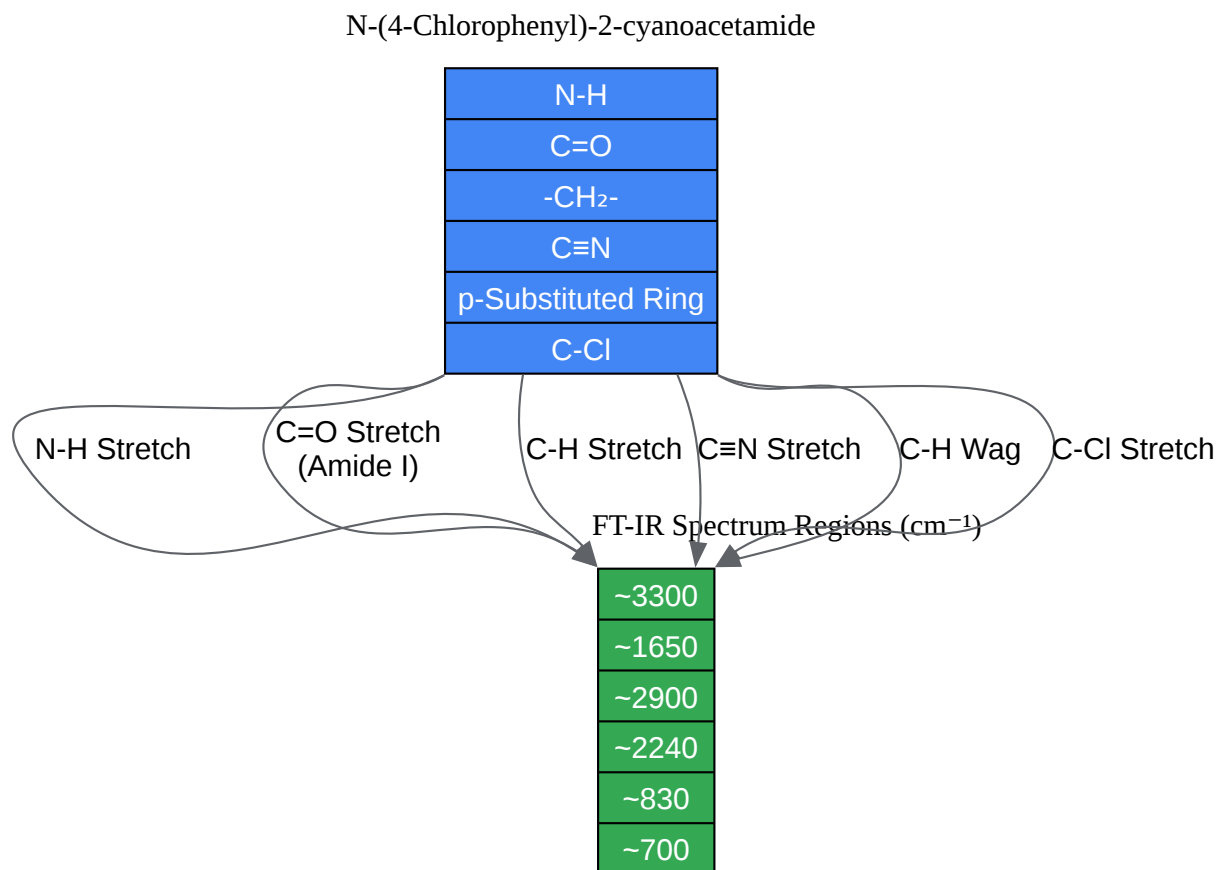 N-(4-Chlorophenyl)-2-cyanoacetamide
N-H
C=O
-CH₂-
C≡N
p-Substituted Ring
C-Cl
N-H Stretch
C=O Stretch
(Amide I)
C-H Stretch
C≡N Stretch
C-H Wag
C-Cl Stretch
FT-IR Spectrum Regions (cm⁻¹)
~3300
~1650
~2900
~2240
~830
~700